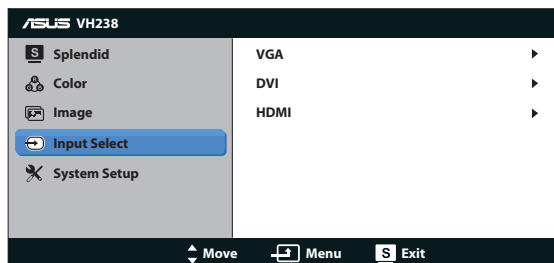 ASUS VH238
S Splendid
Color
Image
Input Select
System Setup
VGA
DVI
HDMI
Move Menu S Exit